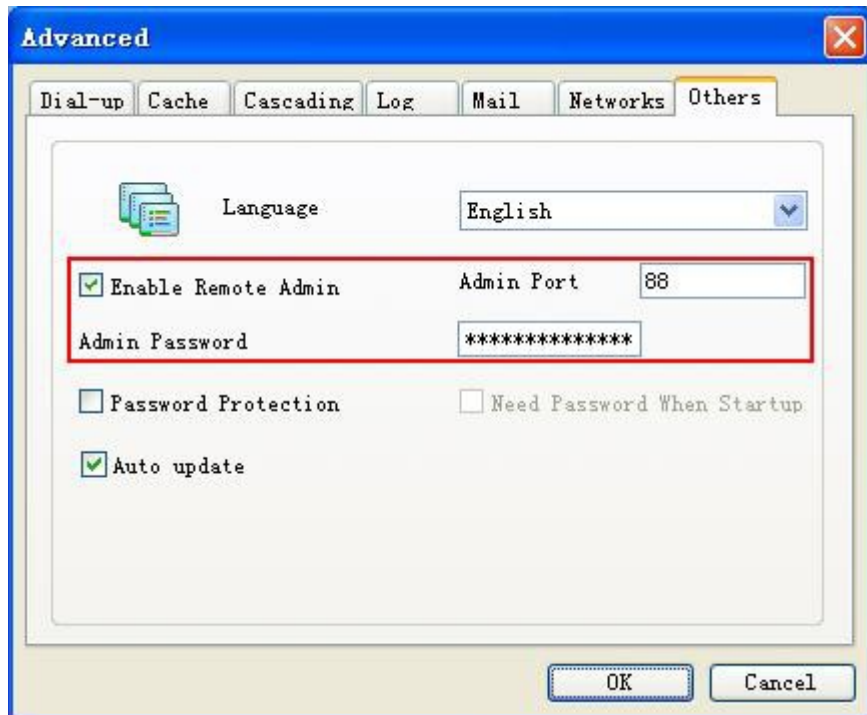 Advanced
Dial-up Cache Cascading Log Mail Networks Others
Language English
Enable Remote Admin Admin Port 88
Admin Password **************
Password Protection Need Password When Startup
Auto update
OK Cancel